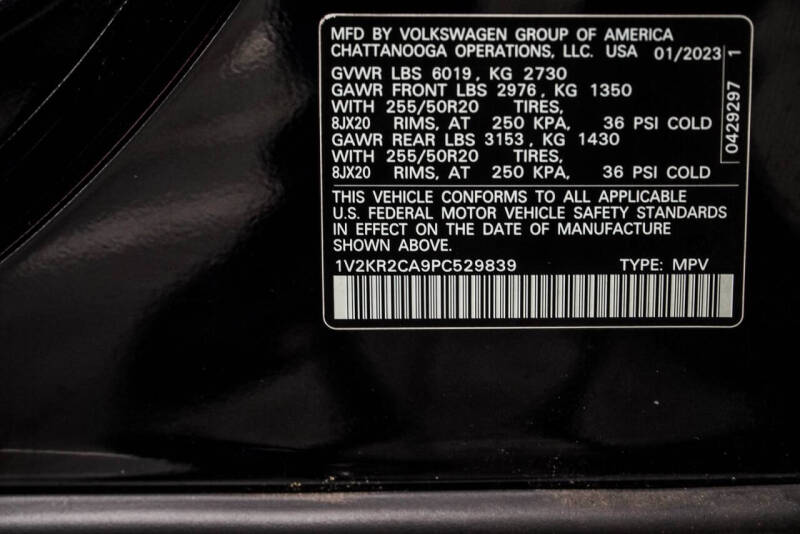 MFD BY VOLKSWAGEN GROUP OF AMERICA
CHATTANOOGA OPERATIONS, LLC. USA 01/2023
GVWR LBS 6019, KG 2730
GAWR FRONT LBS 2976, KG 1350
WITH 255/50R20 TIRES,
8JX20 RIMS, AT 250 KPA, 36 PSI COLD
GAWR REAR LBS 3153, KG 1430
WITH 255/50R20 TIRES,
8JX20 RIMS, AT 250 KPA, 36 PSI COLD
0429297 1
THIS VEHICLE CONFORMS TO ALL APPLICABLE
U.S. FEDERAL MOTOR VEHICLE SAFETY STANDARDS
IN EFFECT ON THE DATE OF MANUFACTURE
SHOWN ABOVE.
1V2KR2CA9PC529839 TYPE: MPV